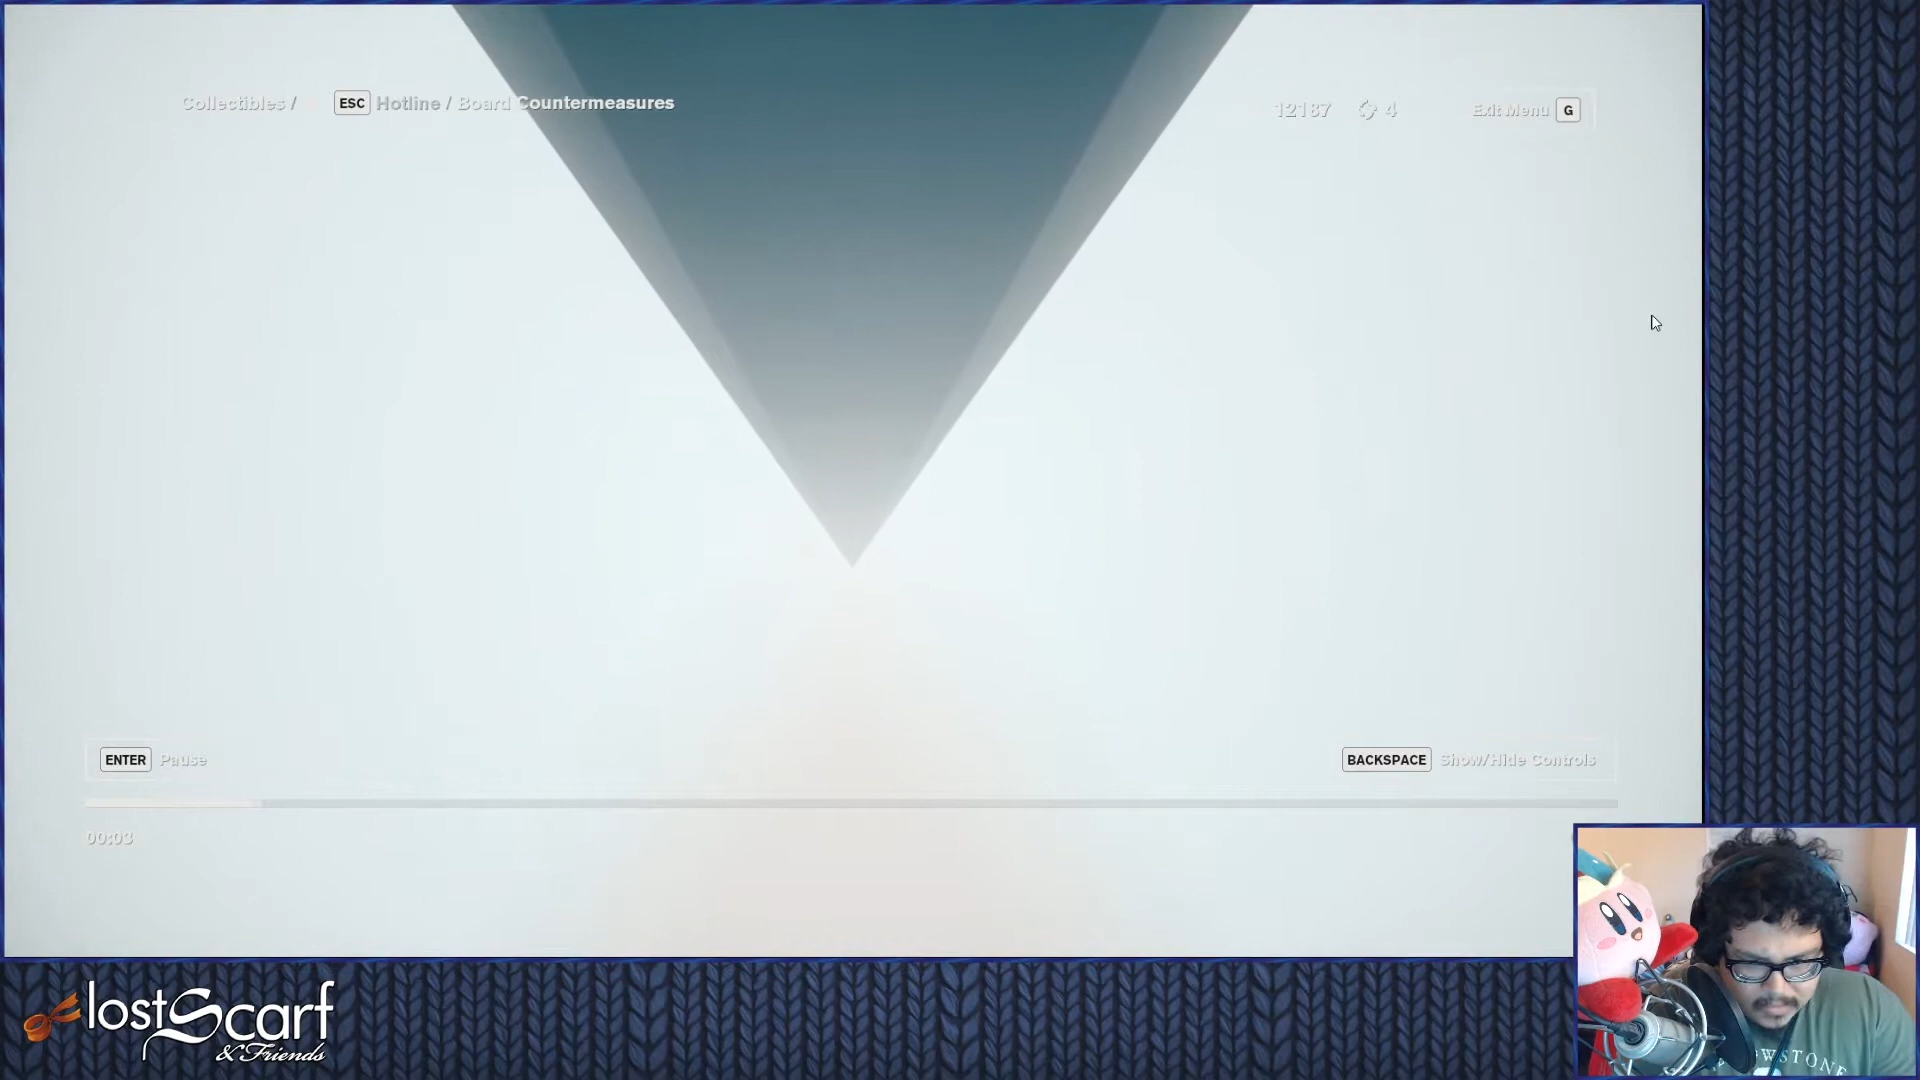 Collectibles / ESC Hotline / Board Countermeasures
12187 4 Exit Menu G
ENTER Pause
BACKSPACE Show/Hide Controls
00:03
lostScarf
& Friends
WSTONE